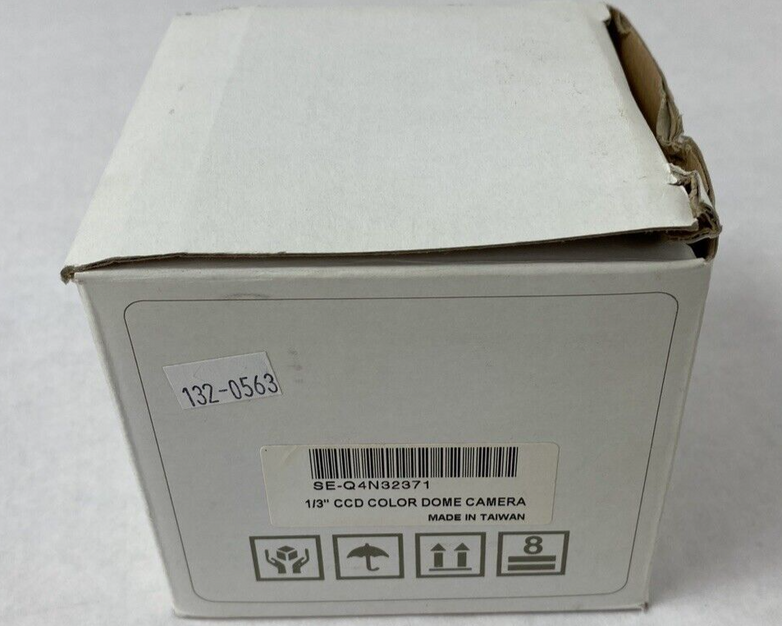 132-0563
SE-Q4N32371
1/3" CCD COLOR DOME CAMERA
MADE IN TAIWAN
8